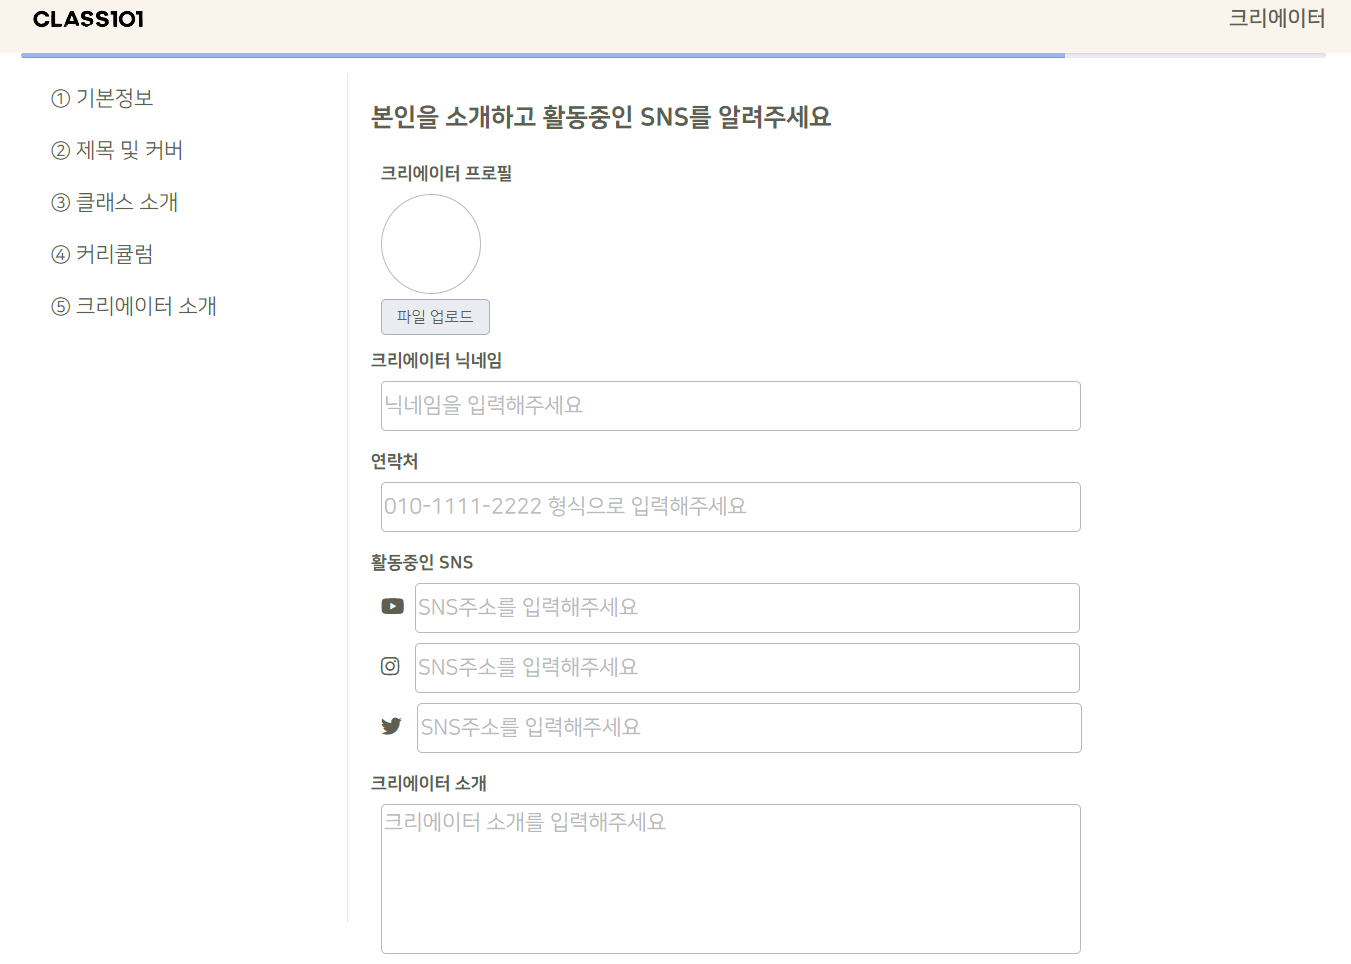 CLASS101
크리에이터
① 기본정보
② 제목 및 커버
③ 클래스 소개
④ 커리큘럼
⑤ 크리에이터 소개
본인을 소개하고 활동중인 SNS를 알려주세요
크리에이터 프로필
파일 업로드
크리에이터 닉네임
닉네임을 입력해주세요
연락처
010-1111-2222 형식으로 입력해주세요
활동중인 SNS
SNS주소를 입력해주세요
SNS주소를 입력해주세요
SNS주소를 입력해주세요
크리에이터 소개
크리에이터 소개를 입력해주세요